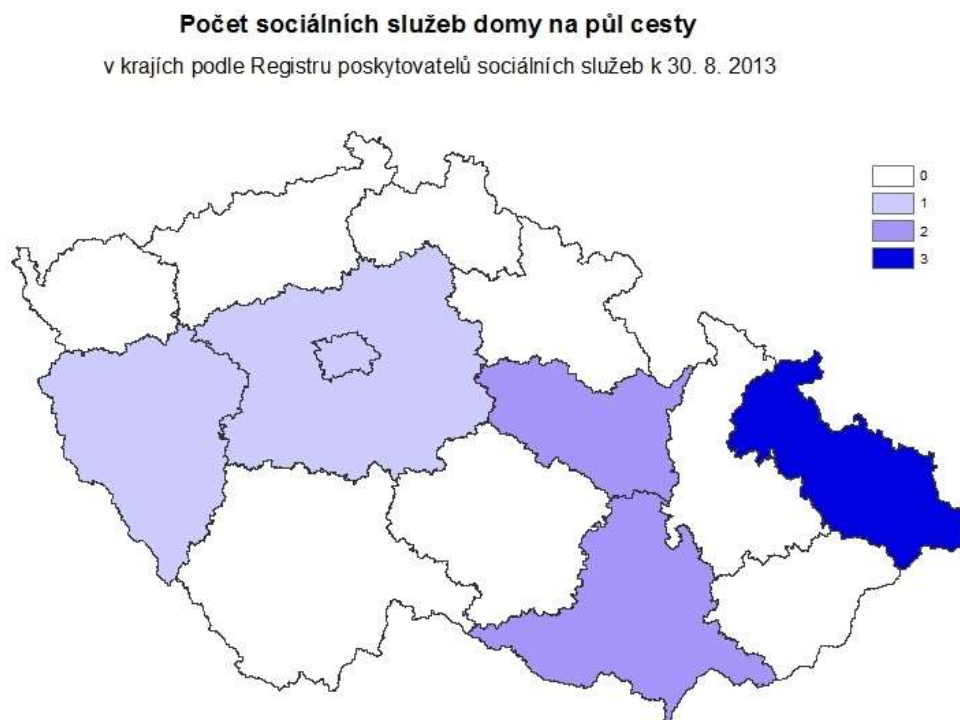 Počet sociálních služeb domy na půl cesty
v krajích podle Registru poskytovatelů sociálních služeb k 30. 8. 2013
0
1
2
3